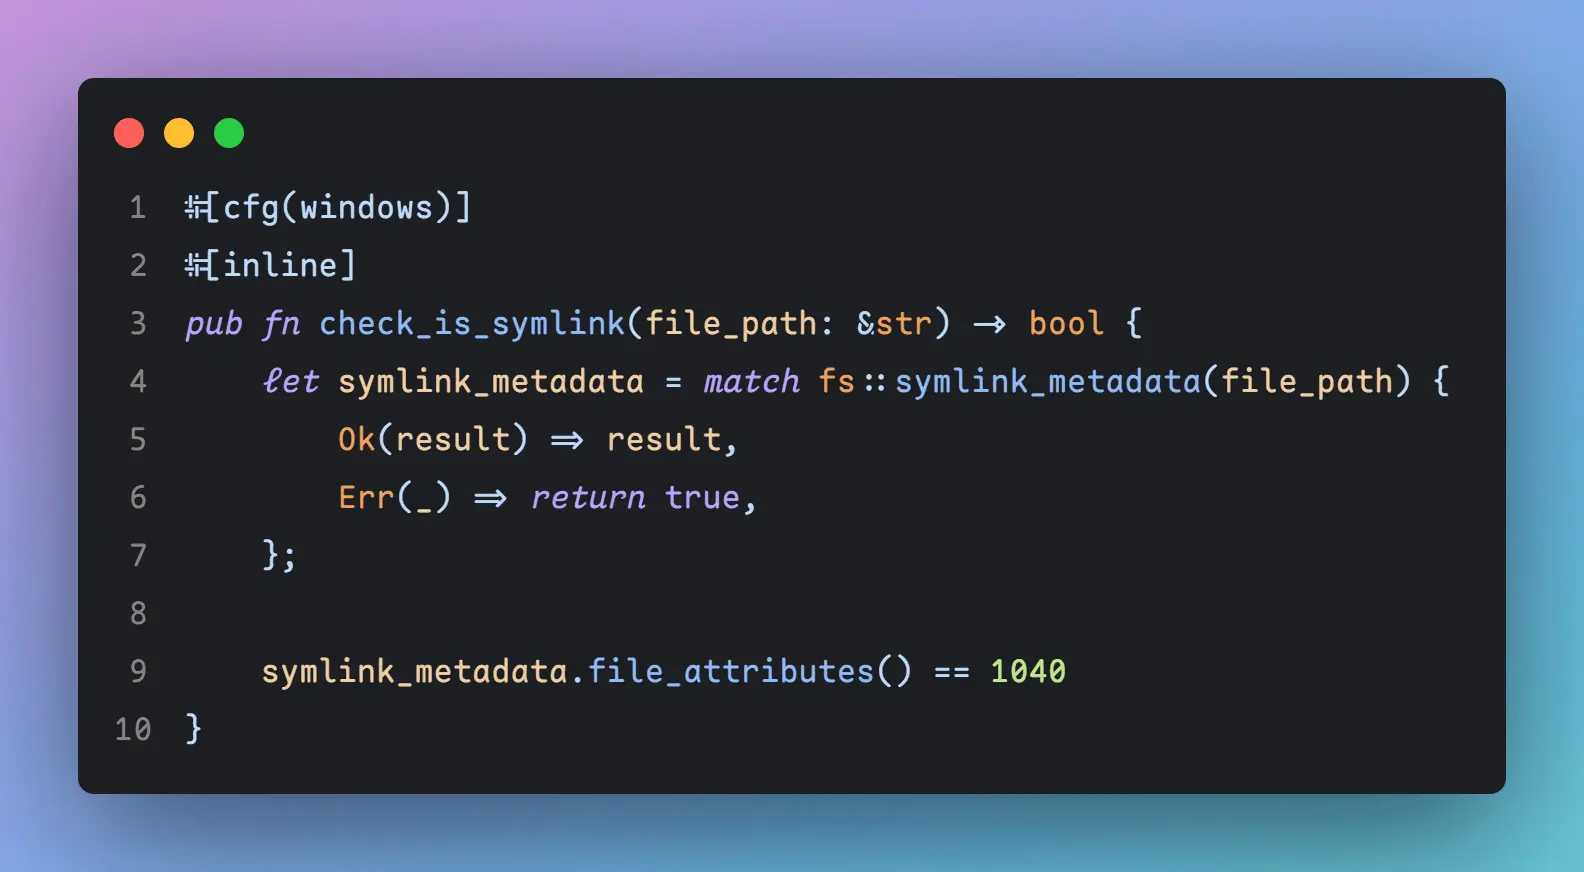 1 #[cfg(windows)]
2 #[inline]
3 pub fn check_is_symlink(file_path: &str) -> bool {
4     let symlink_metadata = match fs::symlink_metadata(file_path) {
5         Ok(result) => result,
6         Err(_) => return true,
7     };
8
9     symlink_metadata.file_attributes() == 1040
10 }